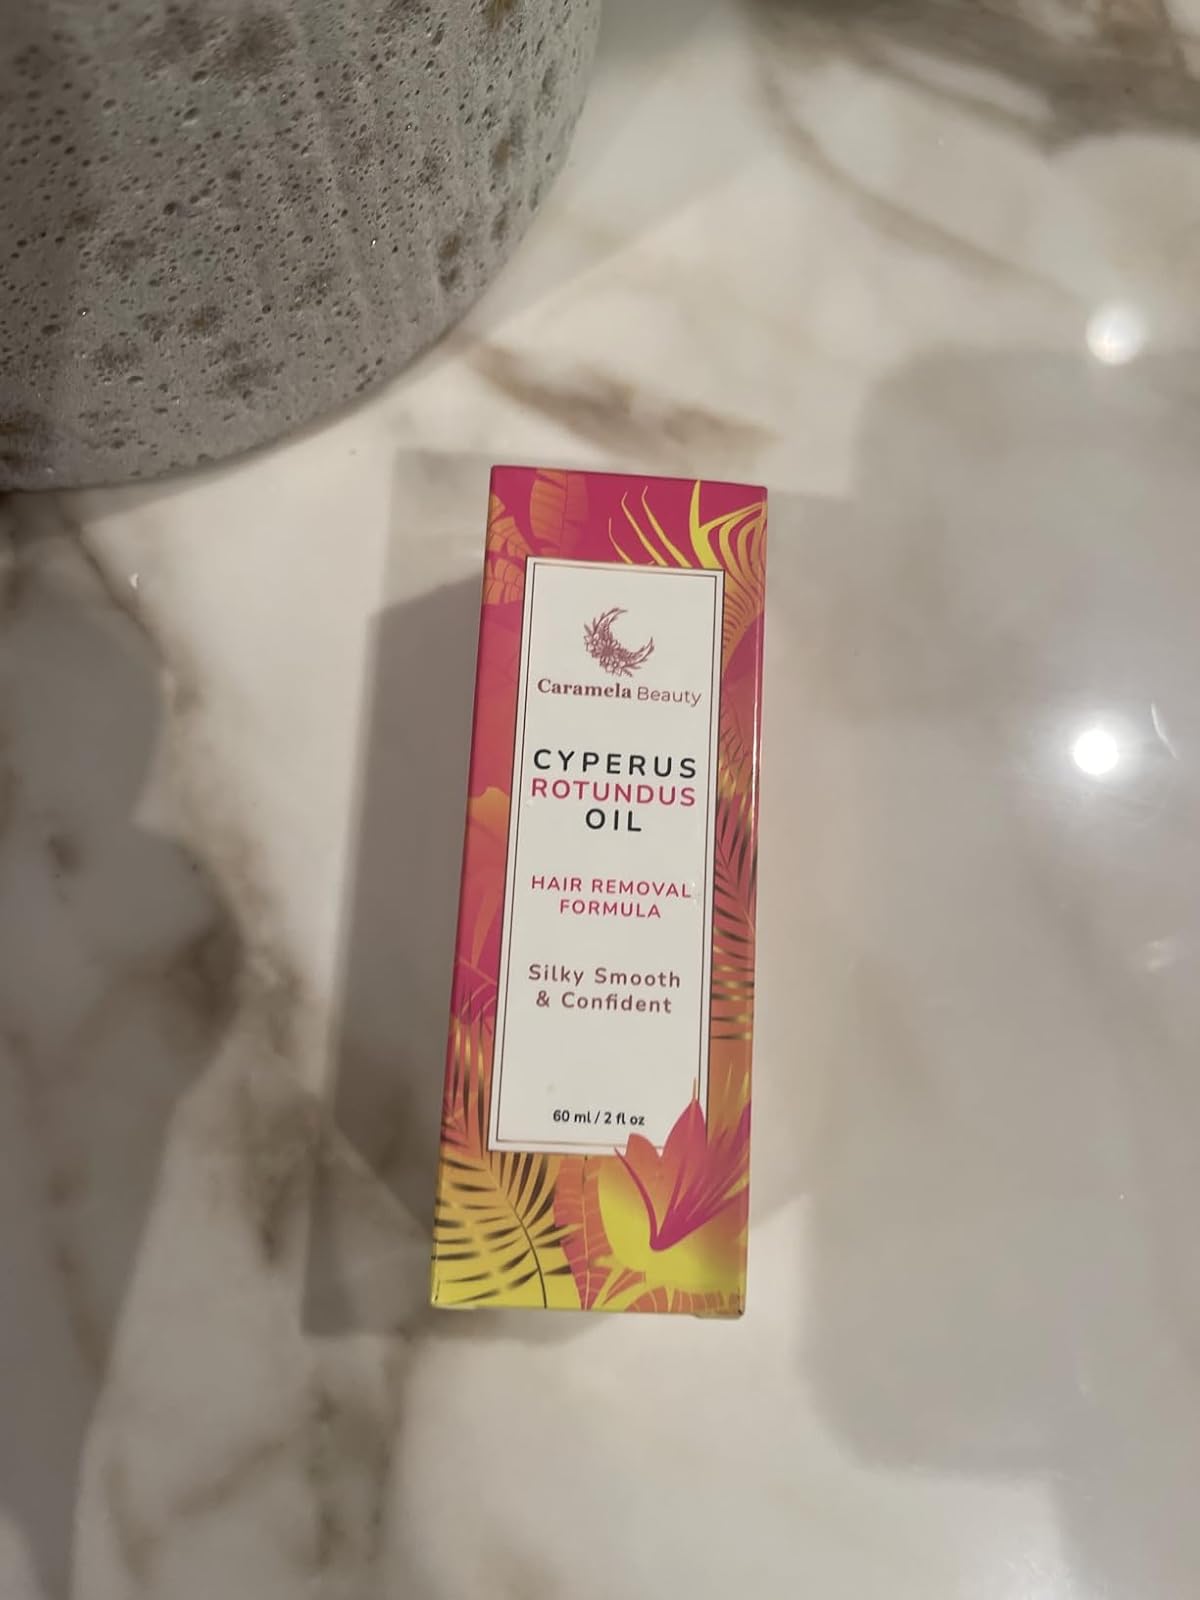 Caramela Beauty
CYPERUS
ROTUNDUS
OIL
HAIR REMOVAL
FORMULA
Silky Smooth
& Confident
60 ml / 2 fl oz